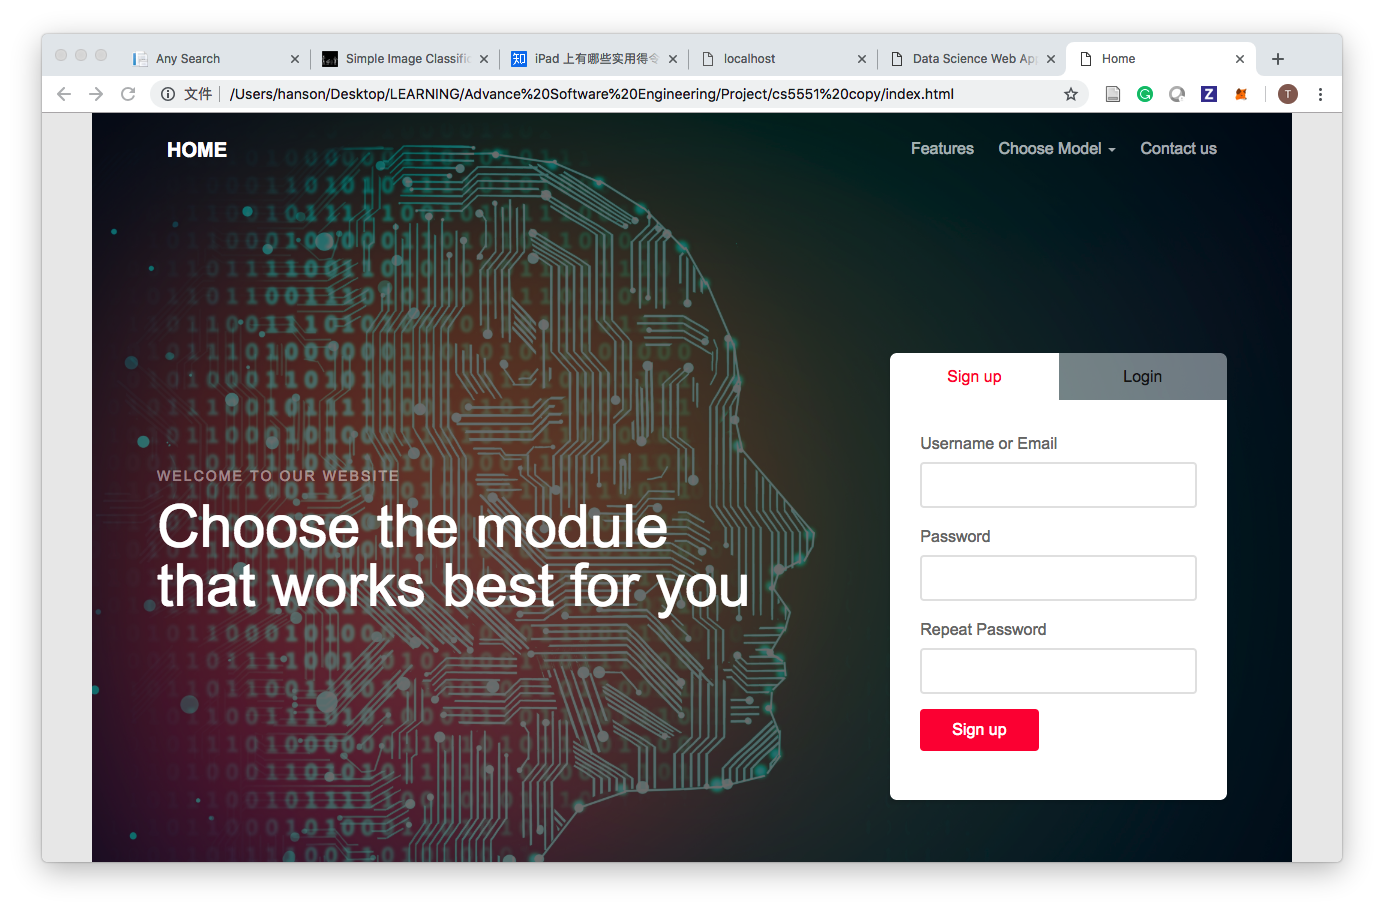 Any Search
Simple Image Classific
iPad 上有哪些实用得令
localhost
Data Science Web App
Home
文件 /Users/hanson/Desktop/LEARNING/Advance%20Software%20Engineering/Project/cs5551%20copy/index.html
T
HOME
Features
Choose Model
Contact us
Sign up
Login
Username or Email
Password
Repeat Password
Sign up
WELCOME TO OUR WEBSITE
Choose the module
that works best for you